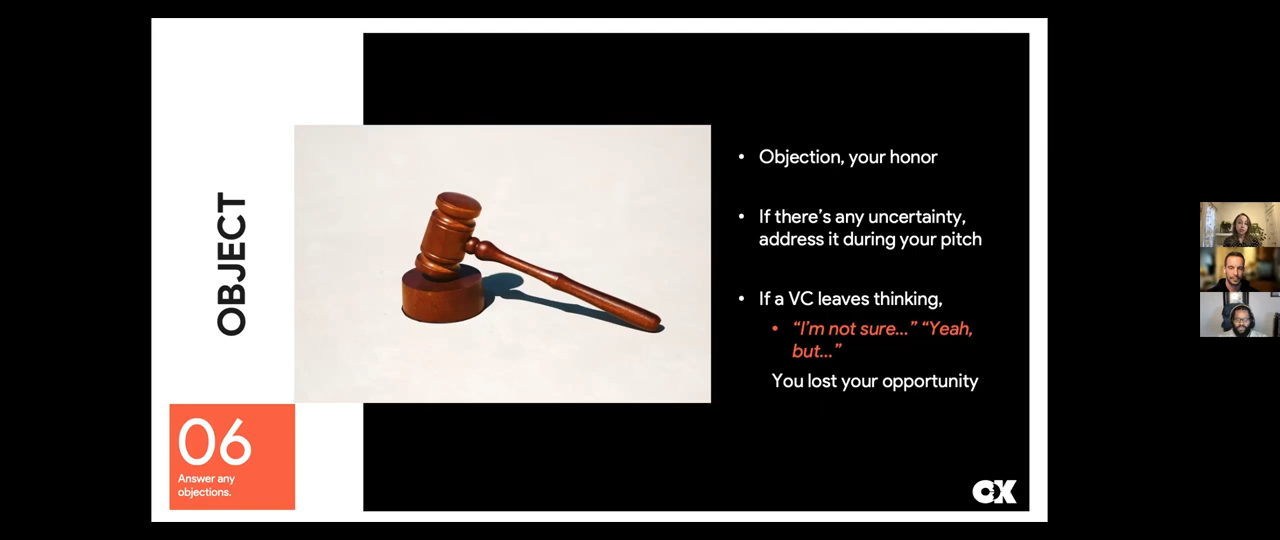 OBJECT
06
Answer any
objections.
• Objection, your honor
• If there’s any uncertainty,
address it during your pitch
• If a VC leaves thinking,
• “I’m not sure...” “Yeah,
but...”
You lost your opportunity
OX